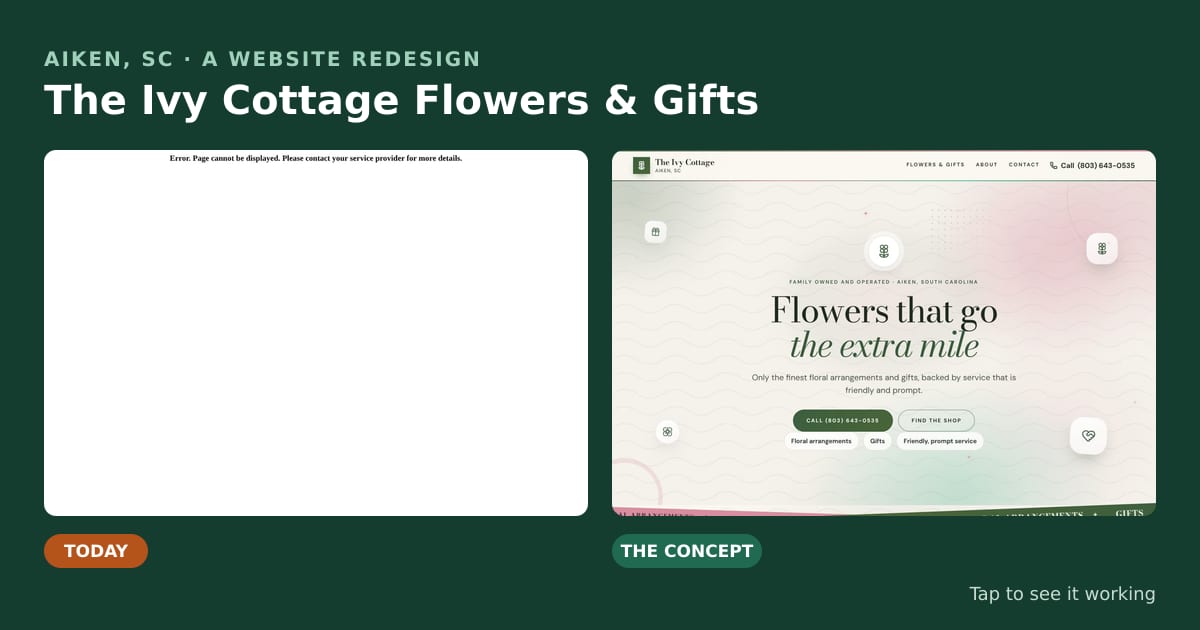 AIKEN, SC · A WEBSITE REDESIGN
The Ivy Cottage Flowers & Gifts
Error. Page cannot be displayed. Please contact your service provider for more details.
The Ivy Cottage
AIKEN, SC
FLOWERS & GIFTS
ABOUT
CONTACT
Call (803) 643-0535
FAMILY OWNED AND OPERATED · AIKEN, SOUTH CAROLINA
Flowers that go
the extra mile
Only the finest floral arrangements and gifts, backed by service that is
friendly and prompt.
CALL (803) 643-0535
FIND THE SHOP
Floral arrangements
Gifts
Friendly, prompt service
ARRANGEMENTS
GIFTS
TODAY
THE CONCEPT
Tap to see it working